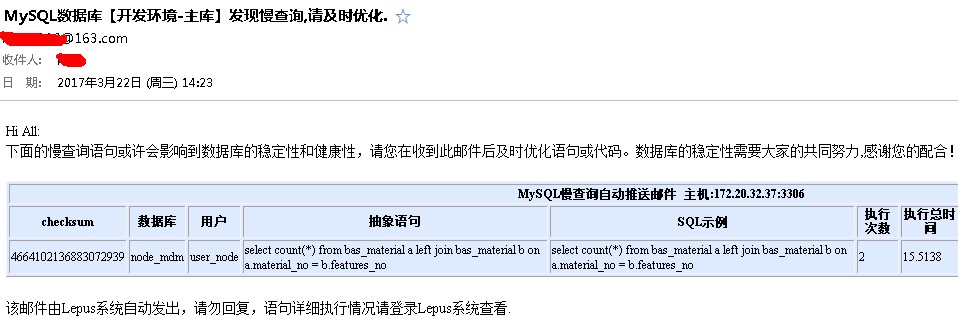 MySQL数据库【开发环境-主库】发现慢查询,请及时优化.
@163.com
收件人:
日 期: 2017年3月22日 (周三) 14:23
Hi All:
下面的慢查询语句或许会影响到数据库的稳定性和健康性，请您在收到此邮件后及时优化语句或代码。数据库的稳定性需要大家的共同努力,感谢您的配合！
MySQL慢查询自动推送邮件 主机:172.20.32.37:3306
checksum 数据库 用户 抽象语句 SQL示例 执行次数 执行总时间
4664102136883072939 node_mdm user_node select count(*) from bas_material a left join bas_material b on a.material_no = b.features_no select count(*) from bas_material a left join bas_material b on a.material_no = b.features_no 2 15.5138
该邮件由Lepus系统自动发出，请勿回复，语句详细执行情况请登录Lepus系统查看.